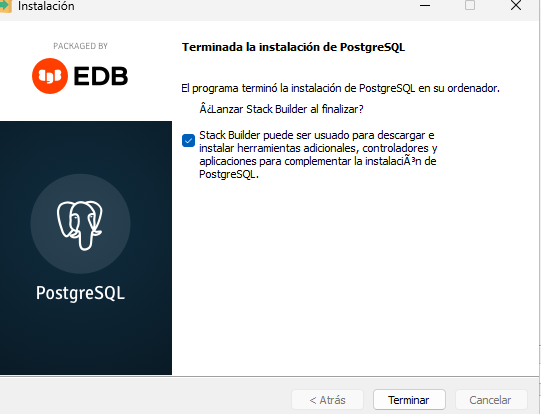 Instalación
PACKAGED BY
EDB
Terminada la instalación de PostgreSQL
El programa terminó la instalación de PostgreSQL en su ordenador.
Â¿Lanzar Stack Builder al finalizar?
Stack Builder puede ser usado para descargar e
instalar herramientas adicionales, controladores y
aplicaciones para complementar la instalaciÃ³n de
PostgreSQL.
PostgreSQL
< Atrás
Terminar
Cancelar